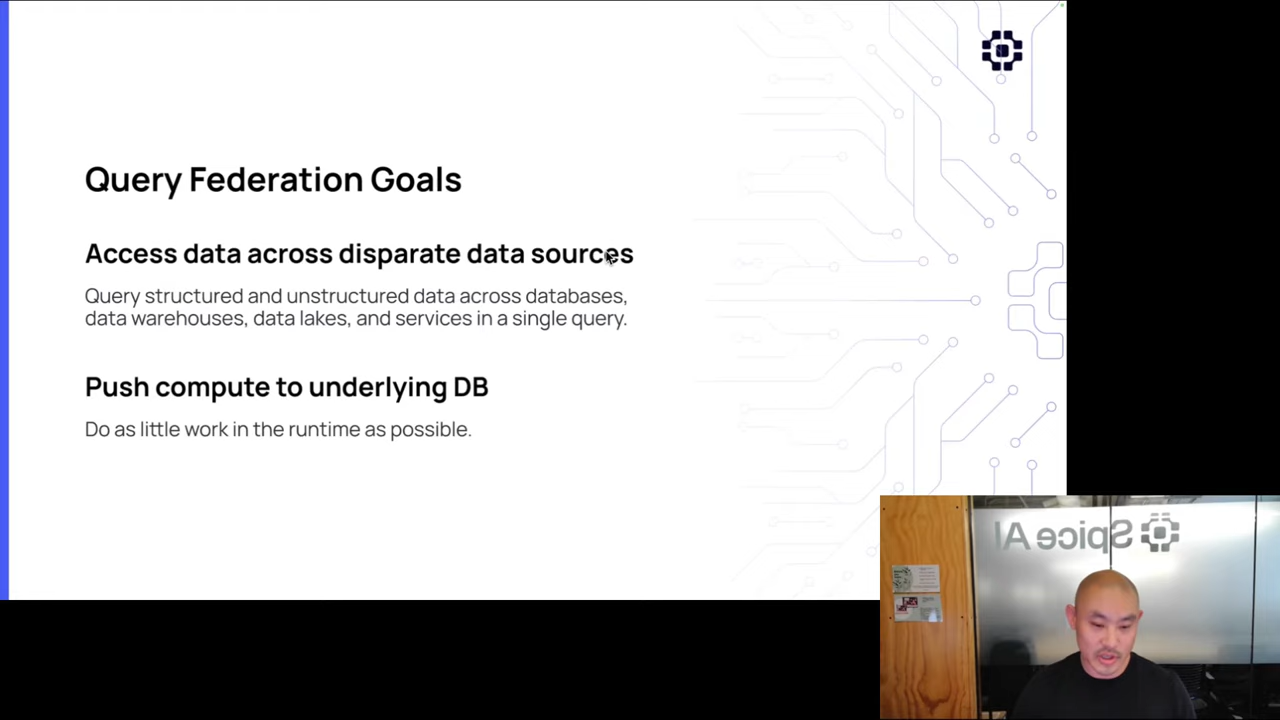 Query Federation Goals
Access data across disparate data sources
Query structured and unstructured data across databases,
data warehouses, data lakes, and services in a single query.
Push compute to underlying DB
Do as little work in the runtime as possible.
Spice AI